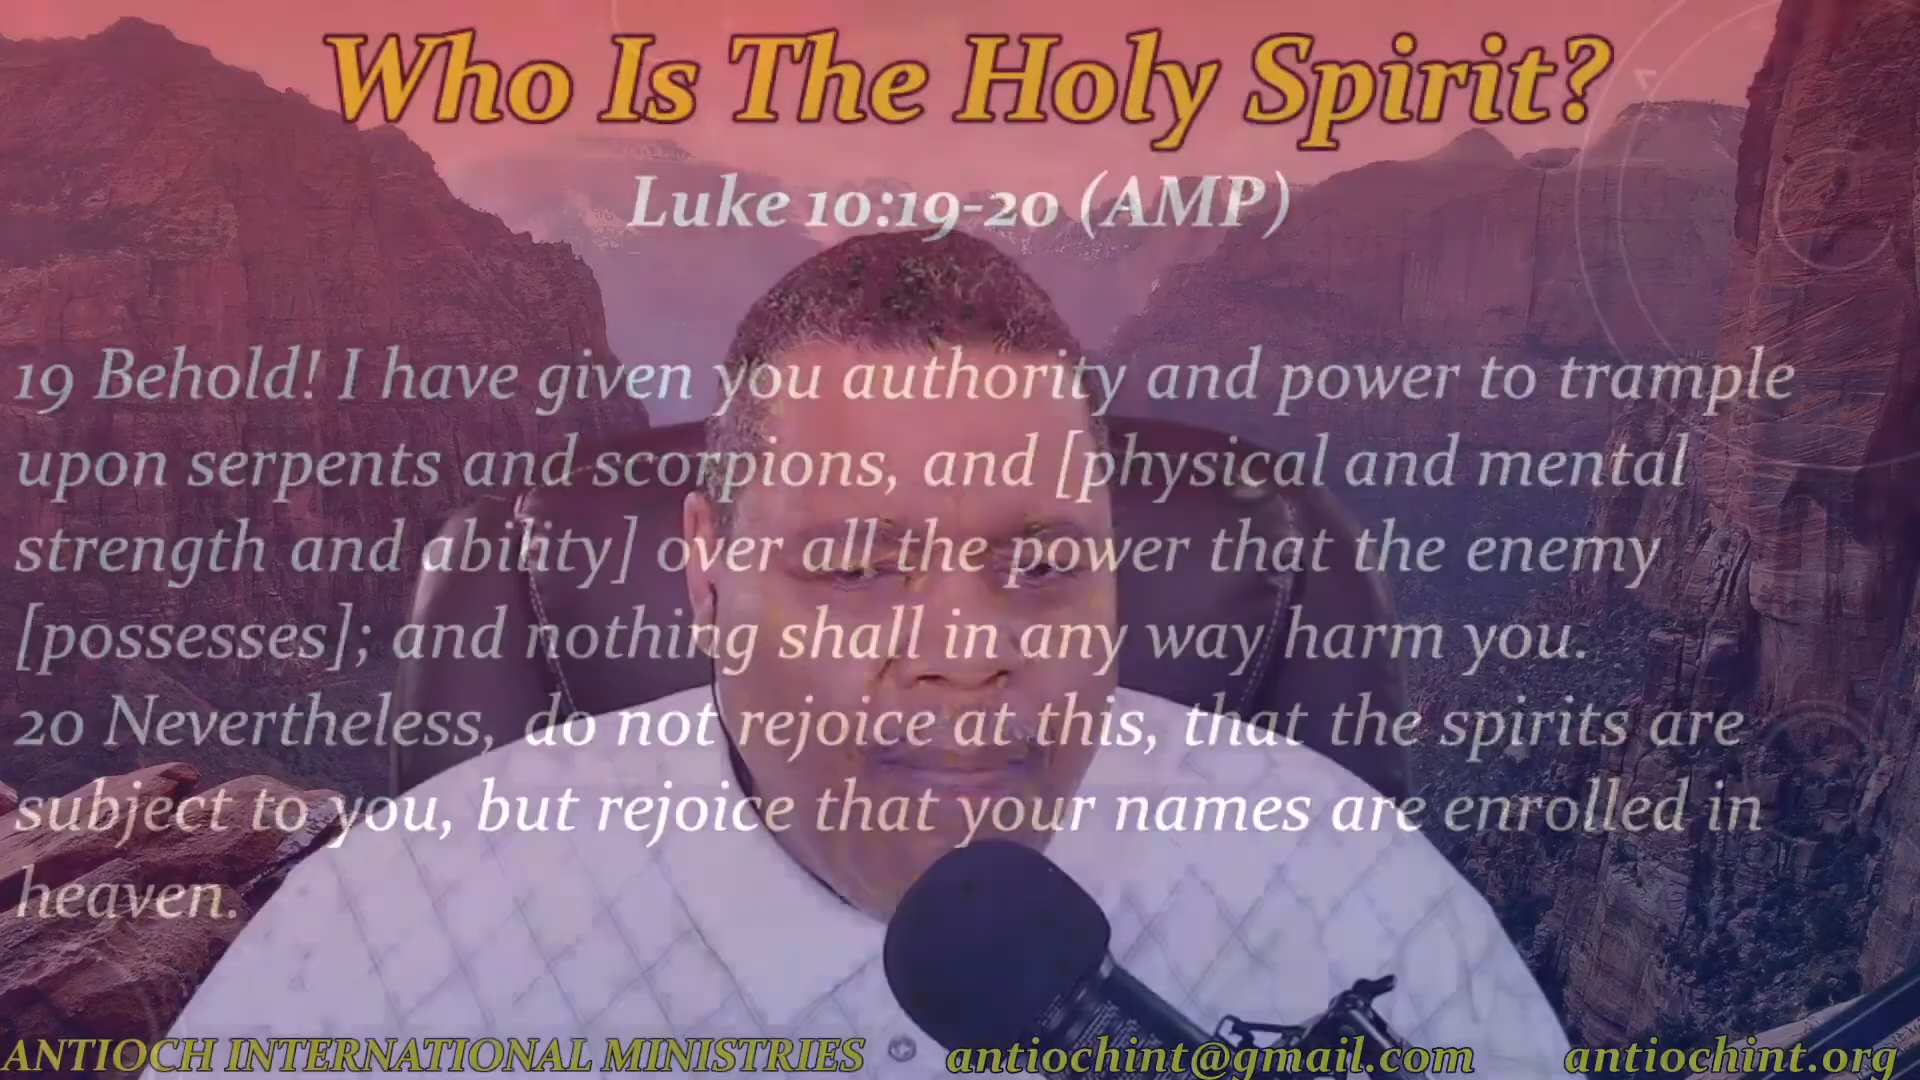 Who Is The Holy Spirit?
Luke 10:19-20 (AMP)
19 Behold! I have given you authority and power to trample
upon serpents and scorpions, and [physical and mental
strength and ability] over all the power that the enemy
[possesses]; and nothing shall in any way harm you.
20 Nevertheless, do not rejoice at this, that the spirits are
subject to you, but rejoice that your names are enrolled in
heaven.
ANTIOCH INTERNATIONAL MINISTRIES antiochint@gmail.com antiochint.org